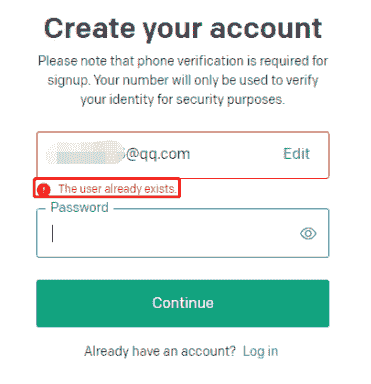 Create your account
Please note that phone verification is required for
signup. Your number will only be used to verify
your identity for security purposes.
@qq.com Edit
The user already exists.
Password
Continue
Already have an account? Log in